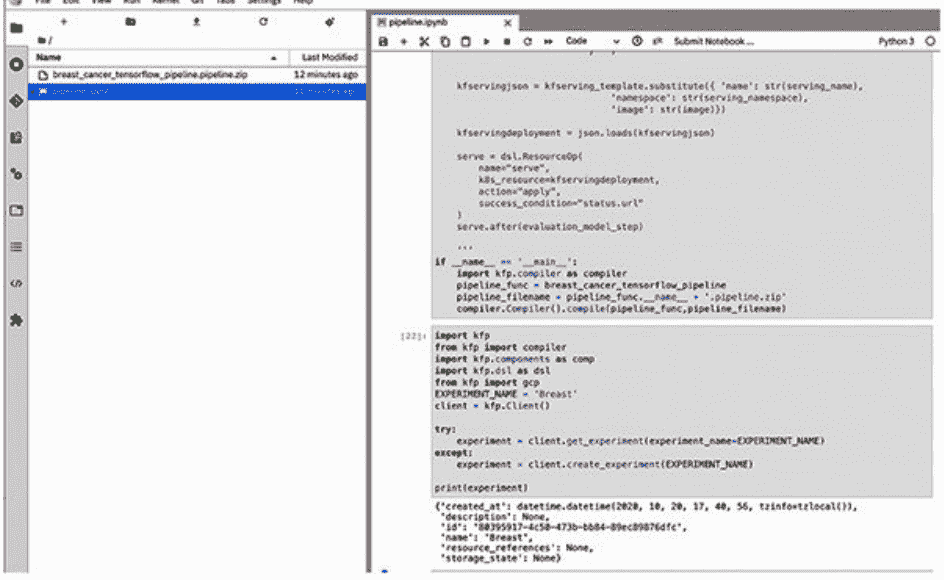 File Edit View Run Kernel Git Tabs Settings Help
/
Name Last Modified
breast_cancer_tensorflow_pipeline.pipeline.zip 12 minutes ago
pipeline.ipynb
Code
Submit Notebook...
Python 3
kfservingjson = kfserving_template.substitute({ 'name': str(serving_name),
'namespace': str(serving_namespace),
'image': str(image)})
kfservingdeployment = json.loads(kfservingjson)
serve = dsl.ResourceOp(
name="serve",
k8s_resource=kfservingdeployment,
action="apply",
success_condition="status.url"
)
serve.after(evaluation_model_step)
...
if __name__ == '__main__':
import kfp.compiler as compiler
pipeline_func = breast_cancer_tensorflow_pipeline
pipeline_filename = pipeline_func.__name__ + '.pipeline.zip'
compiler.Compiler().compile(pipeline_func,pipeline_filename)
[22]:
import kfp
from kfp import compiler
import kfp.components as comp
import kfp.dsl as dsl
from kfp import gcp
EXPERIMENT_NAME = 'Breast'
client = kfp.Client()
try:
experiment = client.get_experiment(experiment_name=EXPERIMENT_NAME)
except:
experiment = client.create_experiment(EXPERIMENT_NAME)
print(experiment)
{'created_at': datetime.datetime(2020, 10, 20, 17, 40, 56, tzinfo=tzlocal()),
'description': None,
'id': '80395917-4c50-473b-bb84-89ec89876dfc',
'name': 'Breast',
'resource_references': None,
'storage_state': None}